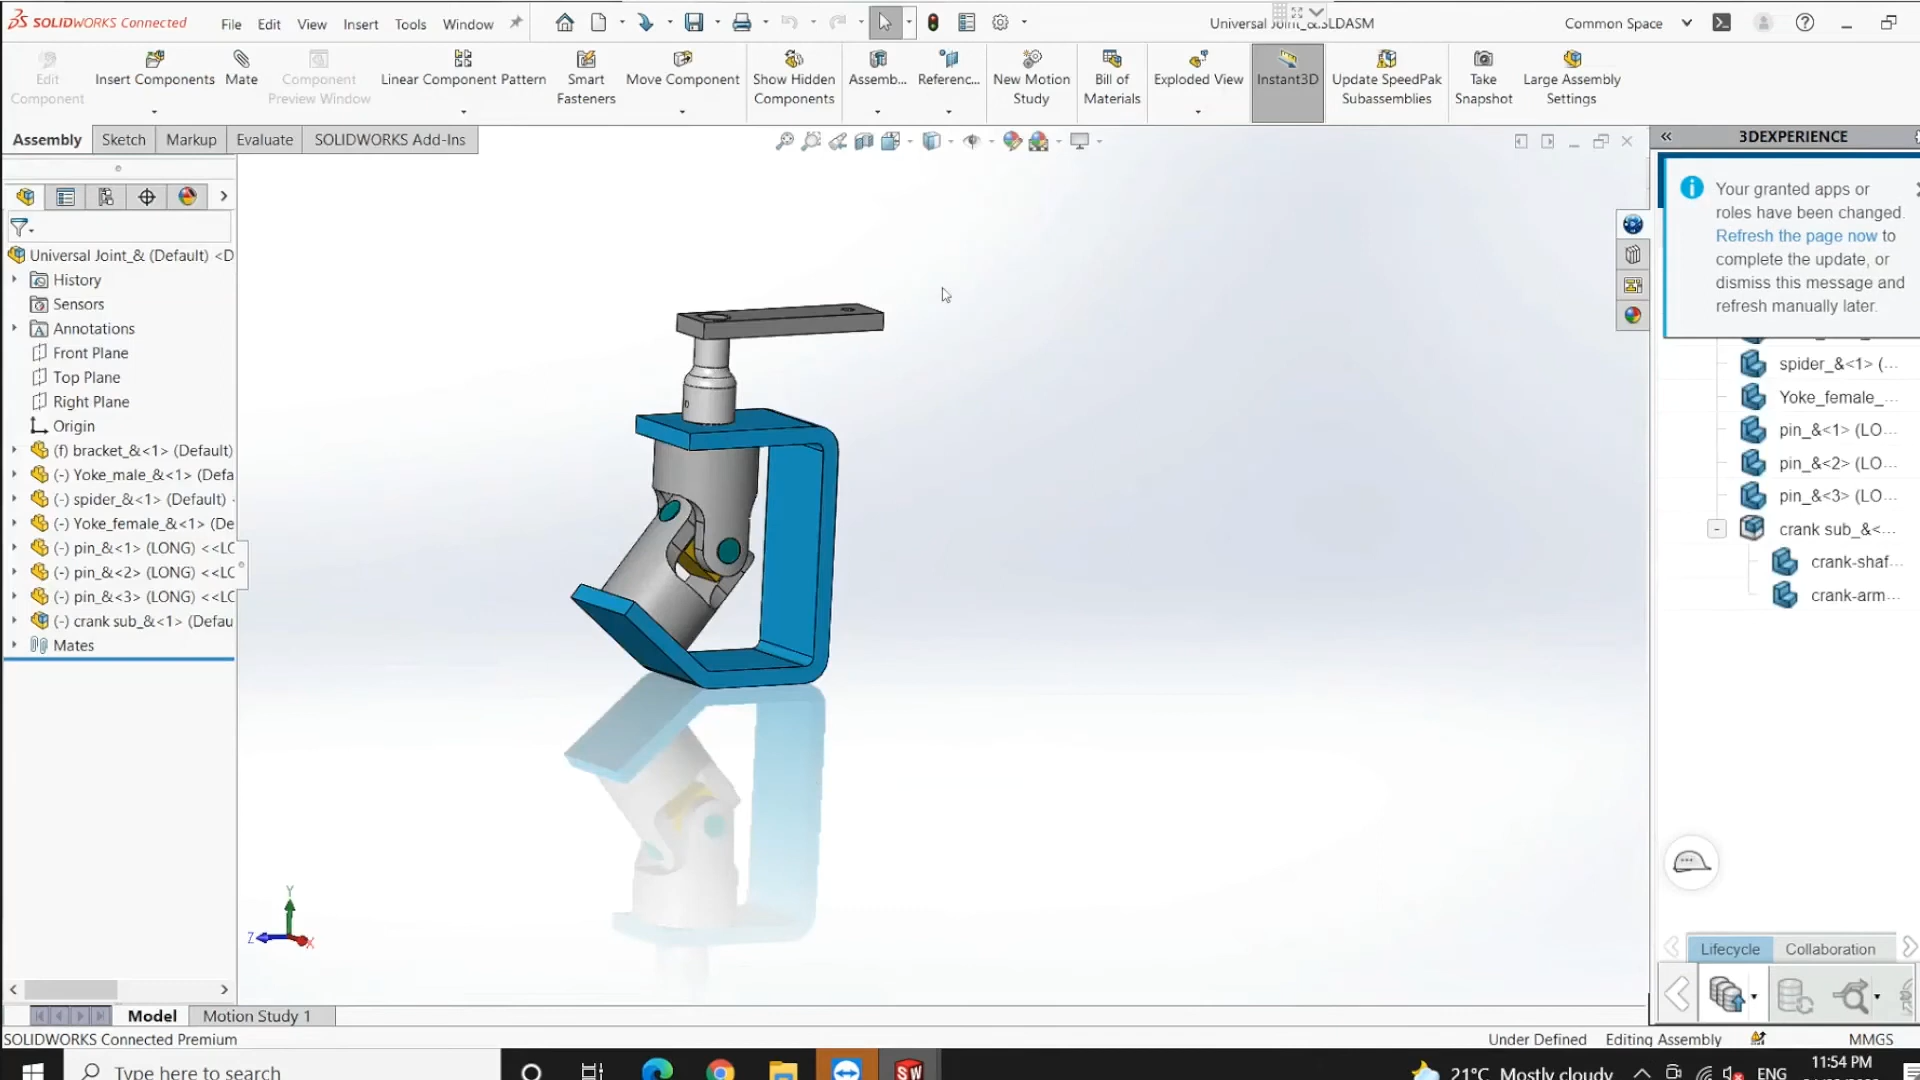 SOLIDWORKS Connected
File Edit View Insert Tools Window
Common Space
Edit Component
Insert Components
Mate
Component Preview Window
Linear Component Pattern
Smart Fasteners
Move Component
Show Hidden Components
Assemb...
Referenc...
New Motion Study
Bill of Materials
Exploded View
Instant3D
Update SpeedPak Subassemblies
Take Snapshot
Large Assembly Settings
Assembly Sketch Markup Evaluate SOLIDWORKS Add-Ins
3DEXPERIENCE
Your granted apps or
roles have been changed.
Refresh the page now to
complete the update, or
dismiss this message and
refresh manually later.
Universal Joint_& (Default) <D
History
Sensors
Annotations
Front Plane
Top Plane
Right Plane
Origin
(f) bracket_&<1> (Default)
(-) Yoke_male_&<1> (Defa
(-) spider_&<1> (Default)
(-) Yoke_female_&<1> (De
(-) pin_&<1> (LONG) <<LC
(-) pin_&<2> (LONG) <<LC
(-) pin_&<3> (LONG) <<LC
(-) crank sub_&<1> (Defau
Mates
spider_&<1> (...
Yoke_female_...
pin_&<1> (LO...
pin_&<2> (LO...
pin_&<3> (LO...
crank sub_&<...
crank-shaf...
crank-arm...
Y
Z
X
Lifecycle Collaboration
Model Motion Study 1
SOLIDWORKS Connected Premium
Under Defined Editing Assembly MMGS
Type here to search
21°C Mostly cloudy ENG 11:54 PM